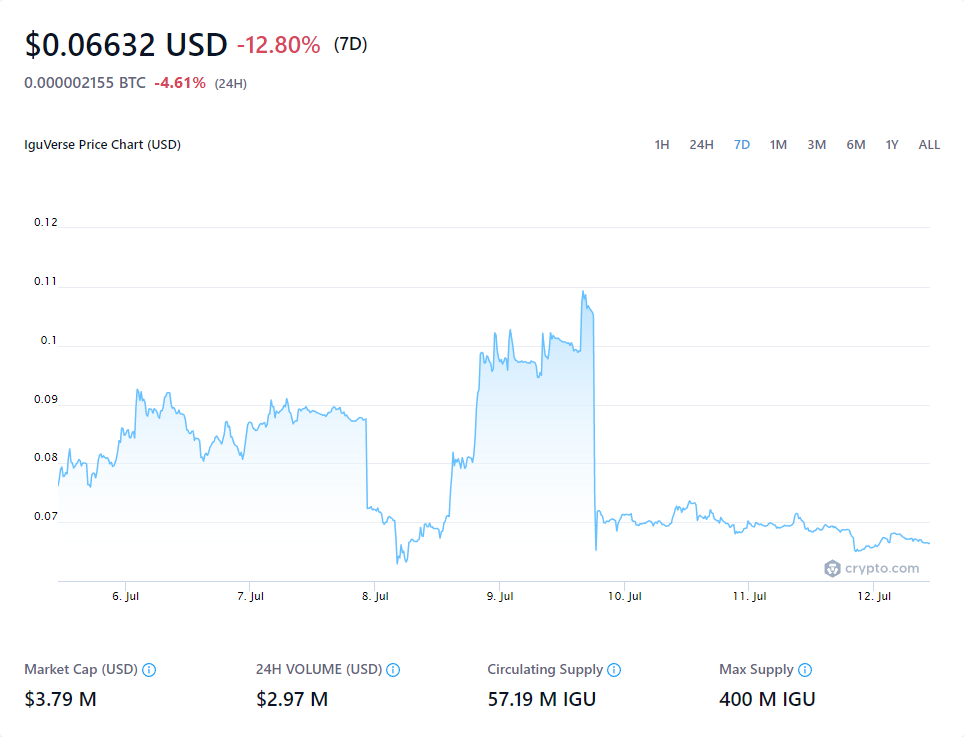 $0.06632 USD -12.80% (7D)
0.000002155 BTC -4.61% (24H)
IguVerse Price Chart (USD)
1H 24H 7D 1M 3M 6M 1Y ALL
0.12
0.11
0.1
0.09
0.08
0.07
crypto.com
6. Jul 7. Jul 8. Jul 9. Jul 10. Jul 11. Jul 12. Jul
Market Cap (USD) 24H VOLUME (USD) Circulating Supply Max Supply
$3.79 M $2.97 M 57.19 M IGU 400 M IGU